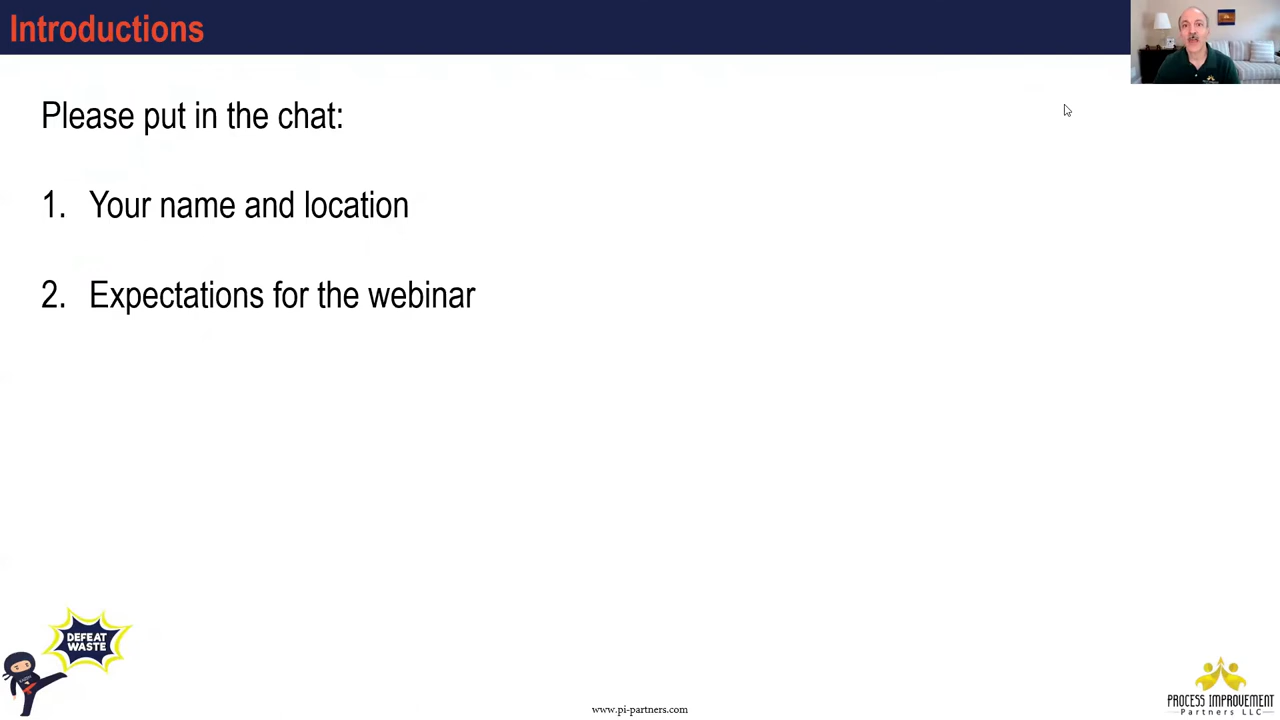 Introductions
Please put in the chat:
1. Your name and location
2. Expectations for the webinar
DEFEAT
WASTE
www.pi-partners.com
PROCESS IMPROVEMENT
Partners LLC